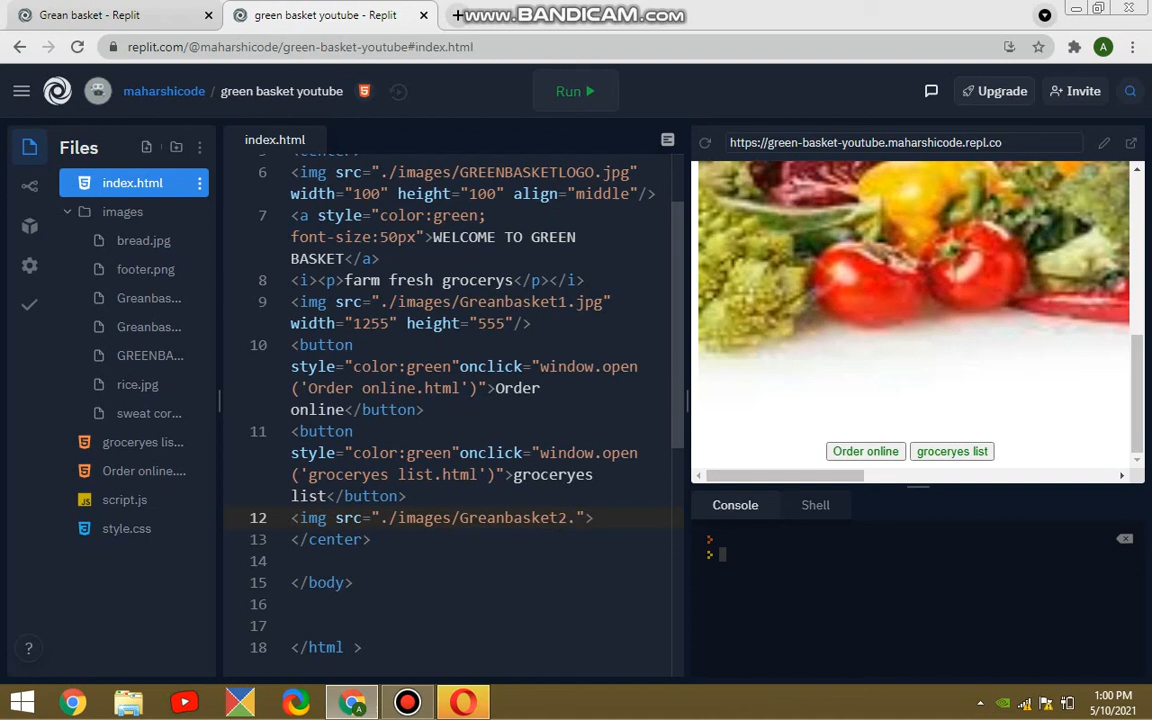 Grean basket - Replit
green basket youtube - Replit
www.BANDICAM.com
replit.com/@maharshicode/green-basket-youtube#index.html
A
maharshicode / green basket youtube
Run
Upgrade
Invite
Files
index.html
images
bread.jpg
footer.png
Greanbas...
Greanbas...
GREENBA...
rice.jpg
sweat cor...
groceryes lis...
Order online....
script.js
style.css
index.html
6 <img src="./images/GREENBASKETLOGO.jpg"
width="100" height="100" align="middle"/>
7 <a style="color:green;
font-size:50px">WELCOME TO GREEN
BASKET</a>
8 <i><p>farm fresh grocerys</p></i>
9 <img src="./images/Greanbasket1.jpg"
width="1255" height="555"/>
10 <button
style="color:green"onclick="window.open
('Order online.html')">Order
online</button>
11 <button
style="color:green"onclick="window.open
('groceryes list.html')">groceryes
list</button>
12 <img src="./images/Greanbasket2.">
13 </center>
14
15 </body>
16
17
18 </html >
https://green-basket-youtube.maharshicode.repl.co
Order online
groceryes list
Console
Shell
?
A
1:00 PM
5/10/2021